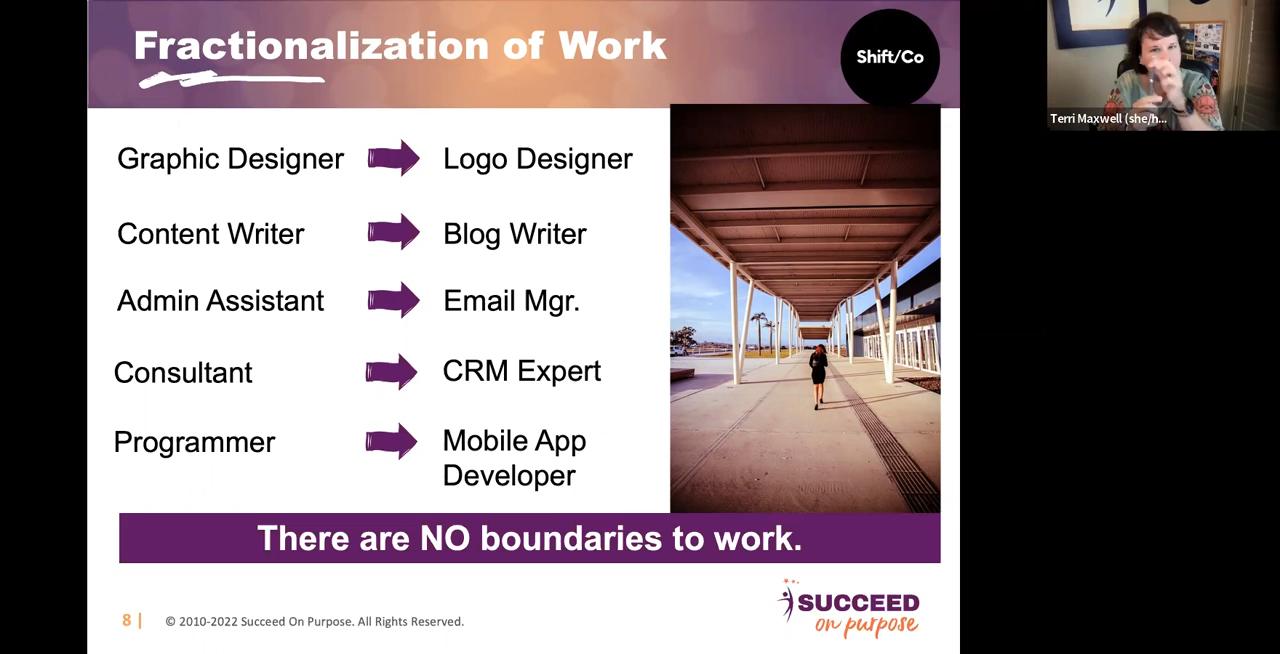 Fractionalization of Work
Shift/Co
Graphic Designer
Logo Designer
Content Writer
Blog Writer
Admin Assistant
Email Mgr.
Consultant
CRM Expert
Programmer
Mobile App
Developer
There are NO boundaries to work.
8 |
© 2010-2022 Succeed On Purpose. All Rights Reserved.
SUCCEED
on purpose
Terri Maxwell (she/h...